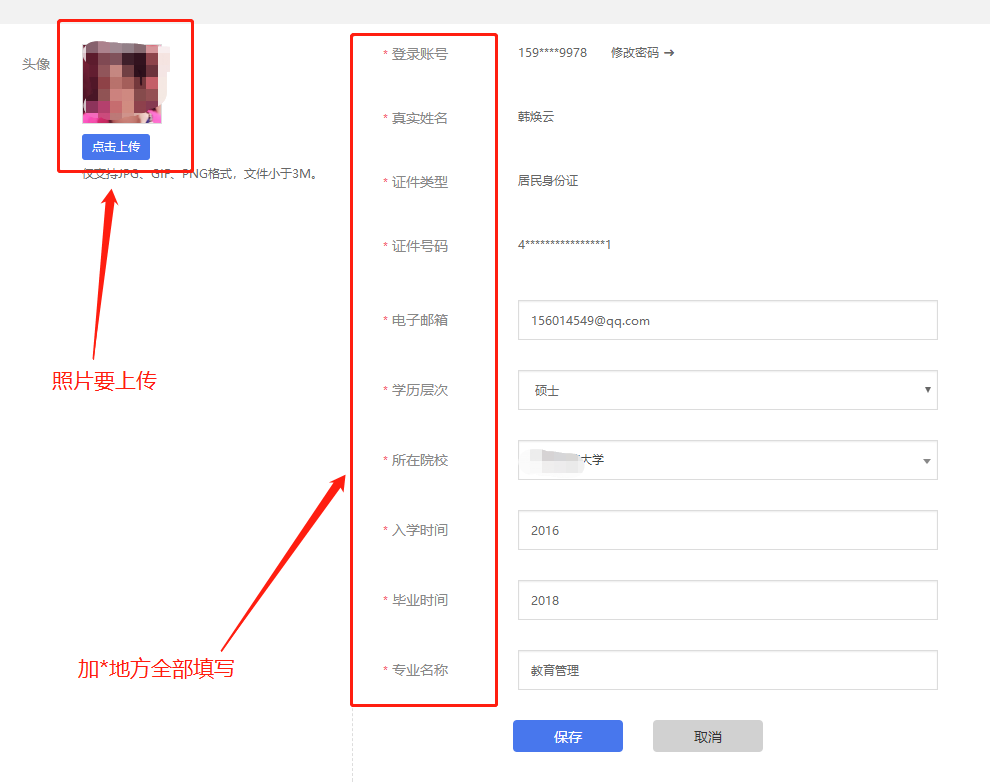 头像
点击上传
仅支持JPG、GIF、PNG格式，文件小于3M。
照片要上传
加*地方全部填写
* 登录账号 159****9978 修改密码 →
* 真实姓名 韩焕云
* 证件类型 居民身份证
* 证件号码 4****************1
* 电子邮箱 156014549@qq.com
* 学历层次 硕士
* 所在院校 大学
* 入学时间 2016
* 毕业时间 2018
* 专业名称 教育管理
保存 取消